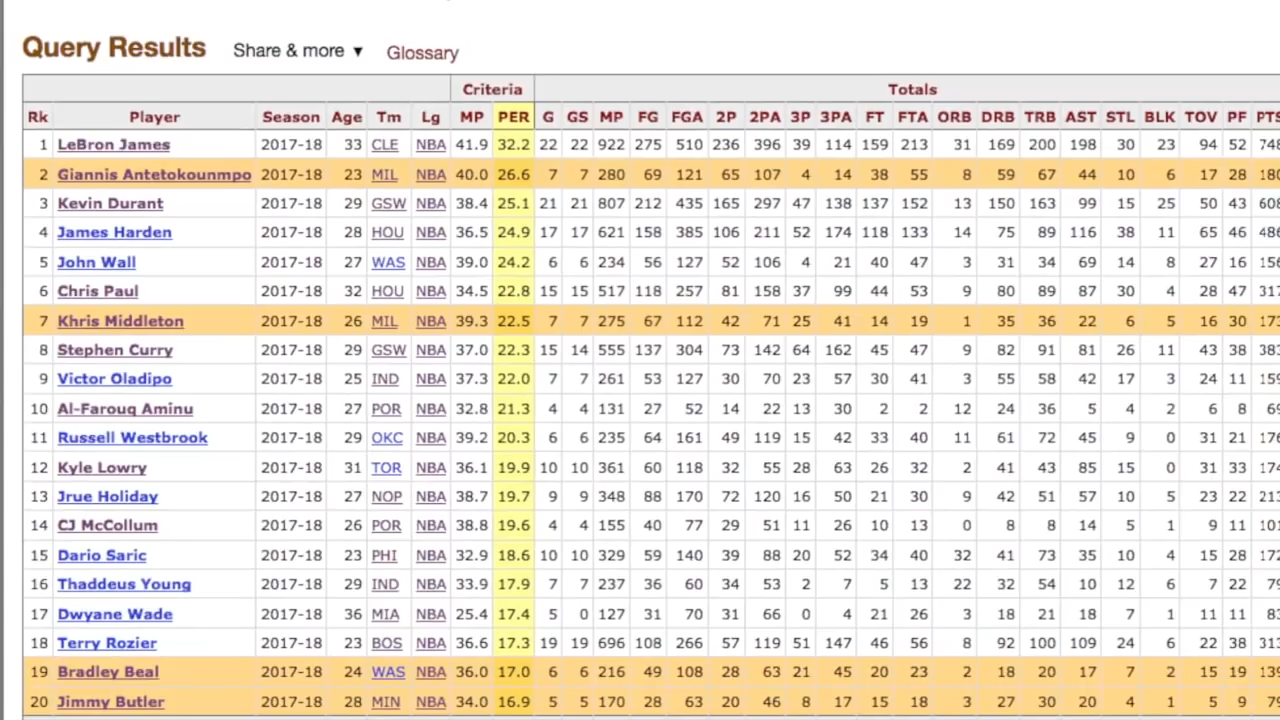 Query Results Share & more ▼ Glossary
Criteria Totals
Rk Player Season Age Tm Lg MP PER G GS MP FG FGA 2P 2PA 3P 3PA FT FTA ORB DRB TRB AST STL BLK TOV PF PTS
1 LeBron James 2017-18 33 CLE NBA 41.9 32.2 22 22 922 275 510 236 396 39 114 159 213 31 169 200 198 30 23 94 52 748
2 Giannis Antetokounmpo 2017-18 23 MIL NBA 40.0 26.6 7 7 280 69 121 65 107 4 14 38 55 8 59 67 44 10 6 17 28 180
3 Kevin Durant 2017-18 29 GSW NBA 38.4 25.1 21 21 807 212 435 165 297 47 138 137 152 13 150 163 99 15 25 50 43 608
4 James Harden 2017-18 28 HOU NBA 36.5 24.9 17 17 621 158 385 106 211 52 174 118 133 14 75 89 116 38 11 65 46 486
5 John Wall 2017-18 27 WAS NBA 39.0 24.2 6 6 234 56 127 52 106 4 21 40 47 3 31 34 69 14 8 27 16 156
6 Chris Paul 2017-18 32 HOU NBA 34.5 22.8 15 15 517 118 257 81 158 37 99 44 53 9 80 89 87 30 4 28 47 317
7 Khris Middleton 2017-18 26 MIL NBA 39.3 22.5 7 7 275 67 112 42 71 25 41 14 19 1 35 36 22 6 5 16 30
8 Stephen Curry 2017-18 29 GSW NBA 37.0 22.3 15 14 555 137 304 73 142 64 162 45 47 9 82 91 81 26 11 43 38 383
9 Victor Oladipo 2017-18 25 IND NBA 37.3 22.0 7 7 261 53 127 30 70 23 57 30 41 3 55 58 42 17 3 24 11 159
10 Al-Farouq Aminu 2017-18 27 POR NBA 32.8 21.3 4 4 131 27 52 14 22 13 30 2 2 12 24 36 5 4 2 6 8 69
11 Russell Westbrook 2017-18 29 OKC NBA 39.2 20.3 6 6 235 64 161 49 119 15 42 33 40 11 61 72 45 9 0 31 21 176
12 Kyle Lowry 2017-18 31 TOR NBA 36.1 19.9 10 10 361 60 118 32 55 28 63 26 32 2 41 43 85 15 0 31 33 174
13 Jrue Holiday 2017-18 27 NOP NBA 38.7 19.7 9 9 348 88 170 72 120 16 50 21 30 9 42 51 57 10 5 23 22 213
14 CJ McCollum 2017-18 26 POR NBA 38.8 19.6 4 4 155 40 77 29 51 11 26 10 13 0 8 8 14 5 1 9 11 101
15 Dario Saric 2017-18 23 PHI NBA 32.9 18.6 10 10 329 59 140 39 88 20 52 34 40 32 41 73 35 10 4 15 28 172
16 Thaddeus Young 2017-18 29 IND NBA 33.9 17.9 7 7 237 36 60 34 53 2 7 5 13 22 32 54 10 12 6 7 22
17 Dwyane Wade 2017-18 36 MIA NBA 25.4 17.4 5 0 127 31 70 31 66 0 4 21 26 3 18 21 18 7 1 11 11
18 Terry Rozier 2017-18 23 BOS NBA 36.6 17.3 19 19 696 108 266 57 119 51 147 46 56 8 92 100 109 24 6 22 38 313
19 Bradley Beal 2017-18 24 WAS NBA 36.0 17.0 6 6 216 49 108 28 63 21 45 20 23 2 18 20 17 7 2 15 19 139
20 Jimmy Butler 2017-18 28 MIN NBA 34.0 16.9 5 5 170 28 63 20 46 8 17 15 18 3 27 30 20 4 1 5 9